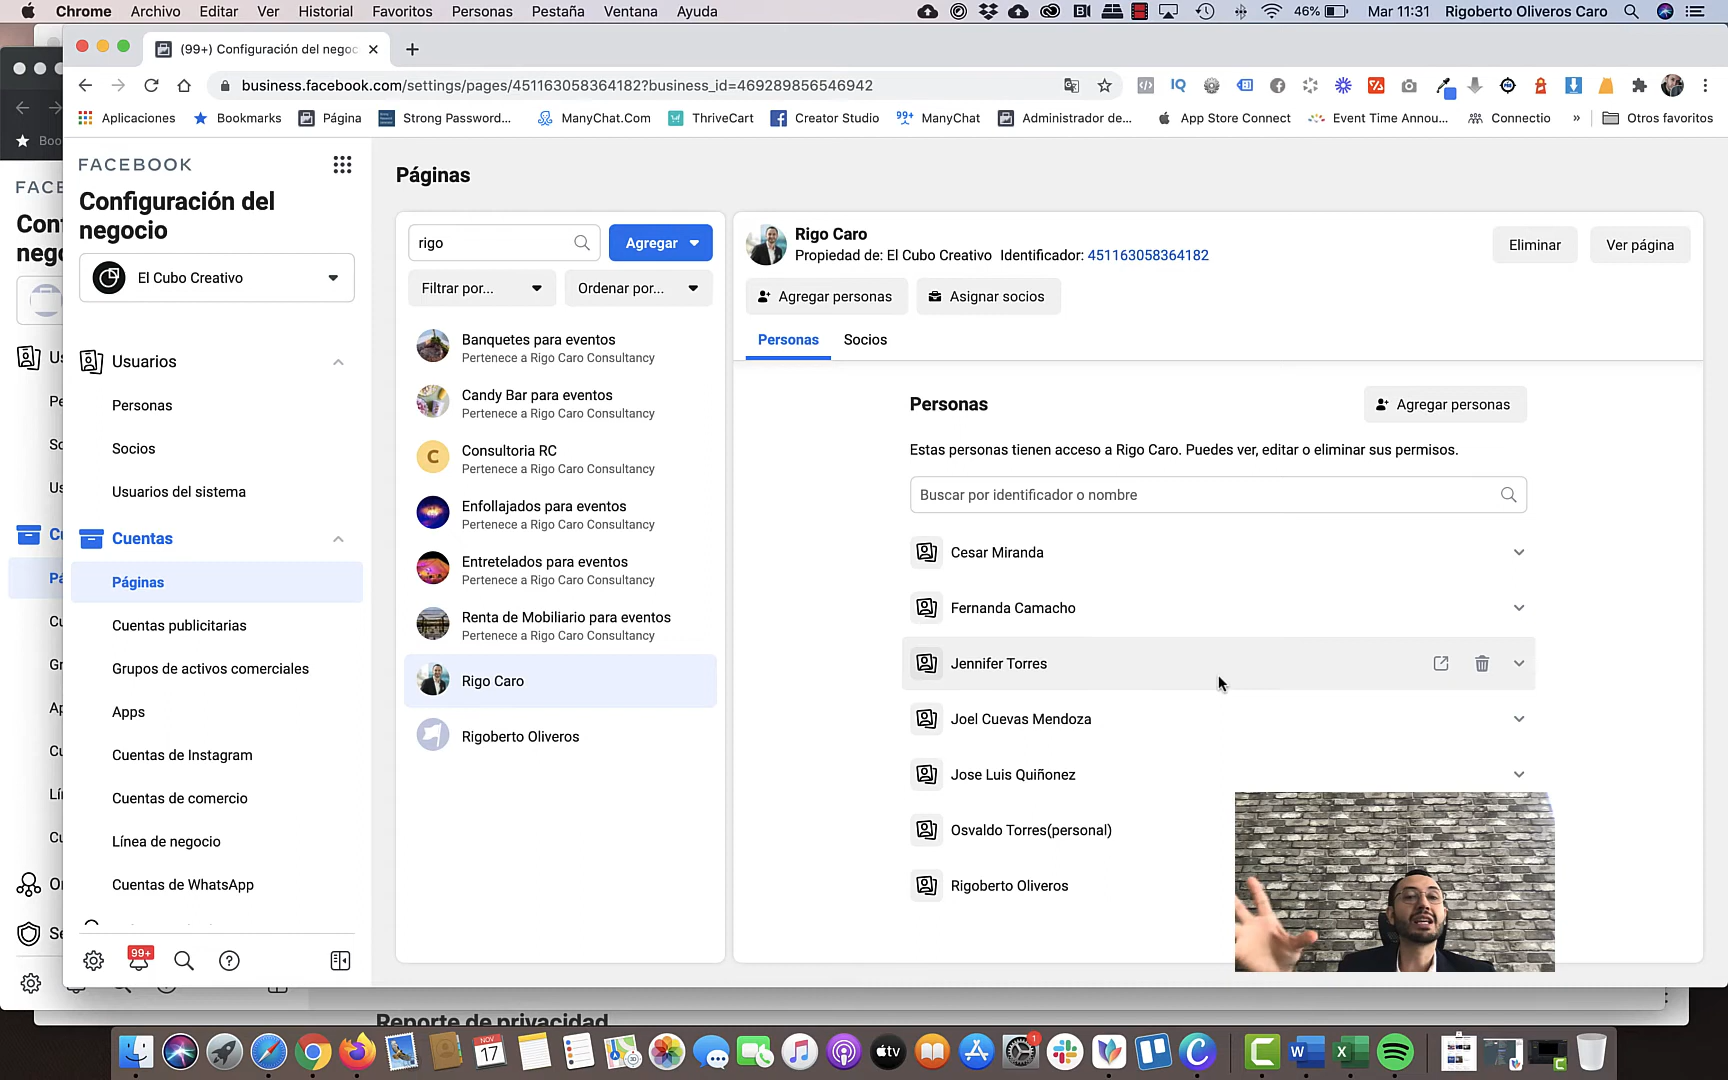 Chrome Archivo Editar Ver Historial Favoritos Personas Pestaña Ventana Ayuda
46% Mar 11:31 Rigoberto Oliveros Caro
(99+) Configuración del negoc
business.facebook.com/settings/pages/451163058364182?business_id=469289856546942
Aplicaciones Bookmarks Página Strong Password... ManyChat.Com ThriveCart Creator Studio 99+ ManyChat Administrador de... App Store Connect Event Time Annou... Connectio » Otros favoritos
FACEBOOK
Configuración del
negocio
El Cubo Creativo
Usuarios
Personas
Socios
Usuarios del sistema
Cuentas
Páginas
Cuentas publicitarias
Grupos de activos comerciales
Apps
Cuentas de Instagram
Cuentas de comercio
Línea de negocio
Cuentas de WhatsApp
99+
Páginas
rigo
Agregar
Filtrar por...
Ordenar por...
Banquetes para eventos
Pertenece a Rigo Caro Consultancy
Candy Bar para eventos
Pertenece a Rigo Caro Consultancy
C
Consultoria RC
Pertenece a Rigo Caro Consultancy
Enfollajados para eventos
Pertenece a Rigo Caro Consultancy
Entretelados para eventos
Pertenece a Rigo Caro Consultancy
Renta de Mobiliario para eventos
Pertenece a Rigo Caro Consultancy
Rigo Caro
Rigoberto Oliveros
Rigo Caro
Propiedad de: El Cubo Creativo Identificador: 451163058364182
Eliminar
Ver página
Agregar personas
Asignar socios
Personas
Socios
Personas
Agregar personas
Estas personas tienen acceso a Rigo Caro. Puedes ver, editar o eliminar sus permisos.
Buscar por identificador o nombre
Cesar Miranda
Fernanda Camacho
Jennifer Torres
Joel Cuevas Mendoza
Jose Luis Quiñonez
Osvaldo Torres(personal)
Rigoberto Oliveros
Reporte de privacidad
NOV
17
tv
1